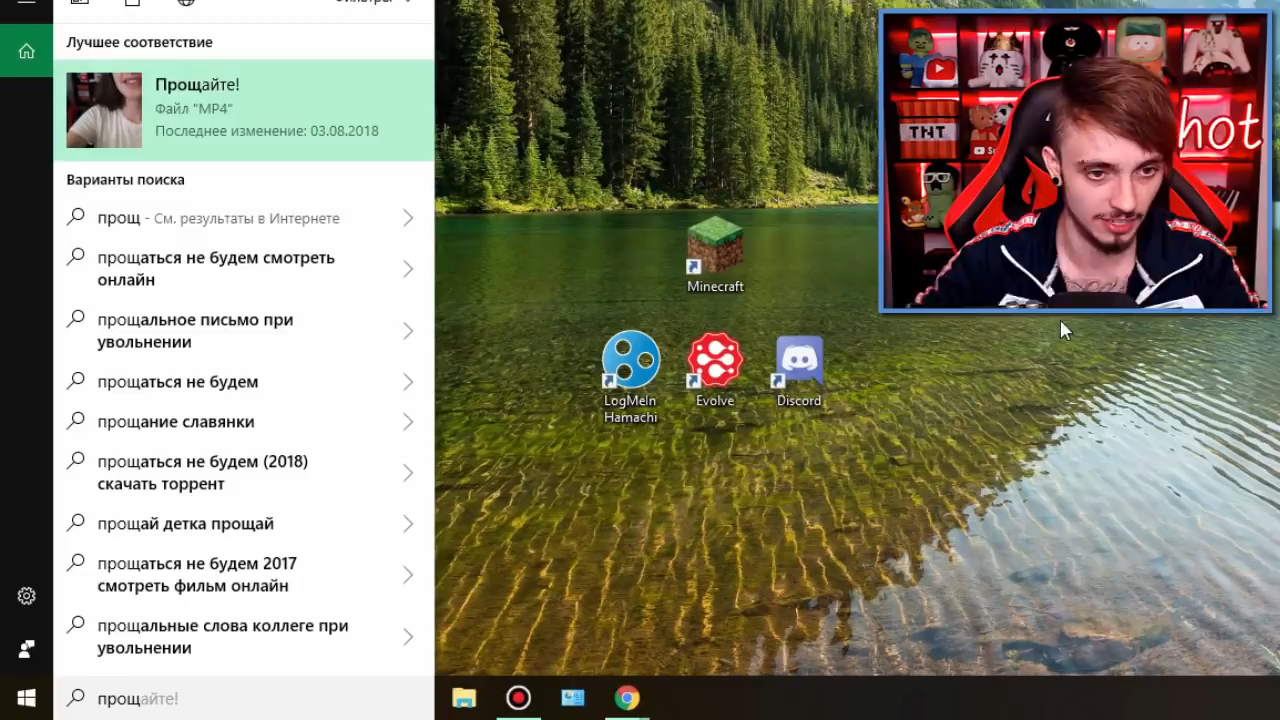 Фильтры
Лучшее соответствие
Прощайте!
Файл "MP4"
Последнее изменение: 03.08.2018
Варианты поиска
прощ - См. результаты в Интернете
прощаться не будем смотреть
онлайн
прощальное письмо при
увольнении
прощаться не будем
прощание славянки
прощаться не будем (2018)
скачать торрент
прощай детка прощай
прощаться не будем 2017
смотреть фильм онлайн
прощальные слова коллеге при
увольнении
прощайте!
Minecraft
LogMeIn
Hamachi
Evolve
Discord
TNT
hot